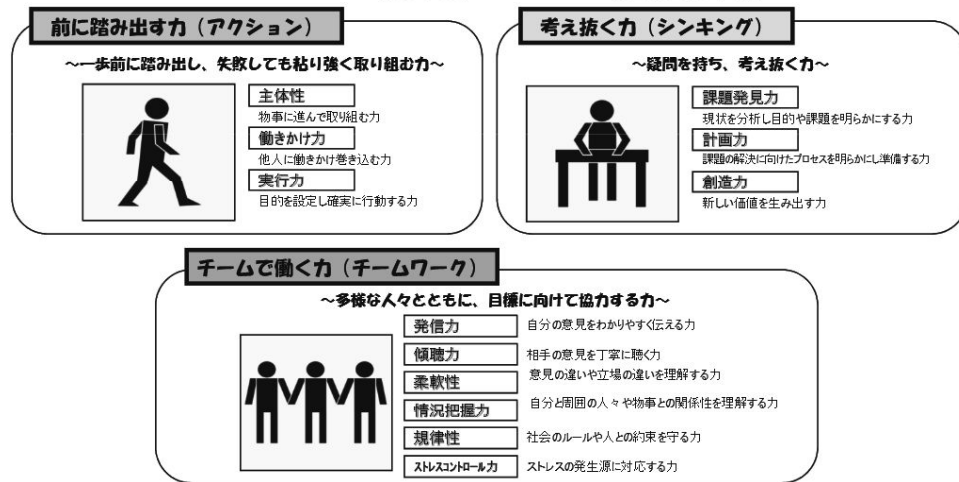 前に踏み出す力（アクション）
～一歩前に踏み出し、失敗しても粘り強く取り組む力～
主体性
物事に進んで取り組む力
働きかけ力
他人に働きかけ巻き込む力
実行力
目的を設定し確実に行動する力
考え抜く力（シンキング）
～疑問を持ち、考え抜く力～
課題発見力
現状を分析し目的や課題を明らかにする力
計画力
課題の解決に向けたプロセスを明らかにし準備する力
創造力
新しい価値を生み出す力
チームで働く力（チームワーク）
～多様な人々とともに、目標に向けて協力する力～
発信力
自分の意見をわかりやすく伝える力
傾聴力
相手の意見を丁寧に聴く力
柔軟性
意見の違いや立場の違いを理解する力
情況把握力
自分と周囲の人々や物事との関係性を理解する力
規律性
社会のルールや人との約束を守る力
ストレスコントロール力
ストレスの発生源に対応する力